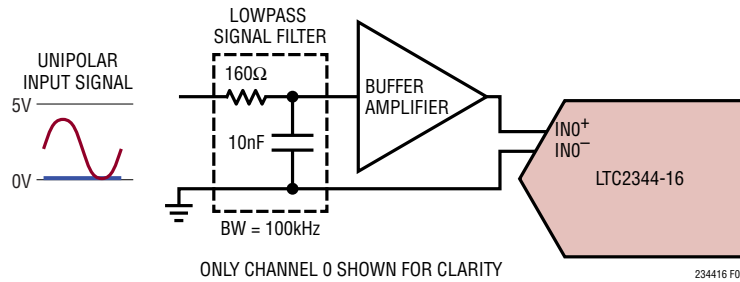 LOWPASS
SIGNAL FILTER
UNIPOLAR
INPUT SIGNAL
160Ω
BUFFER
AMPLIFIER
5V
IN0+
10nF
IN0–
LTC2344-16
0V
BW = 100kHz
ONLY CHANNEL 0 SHOWN FOR CLARITY
234416 F0